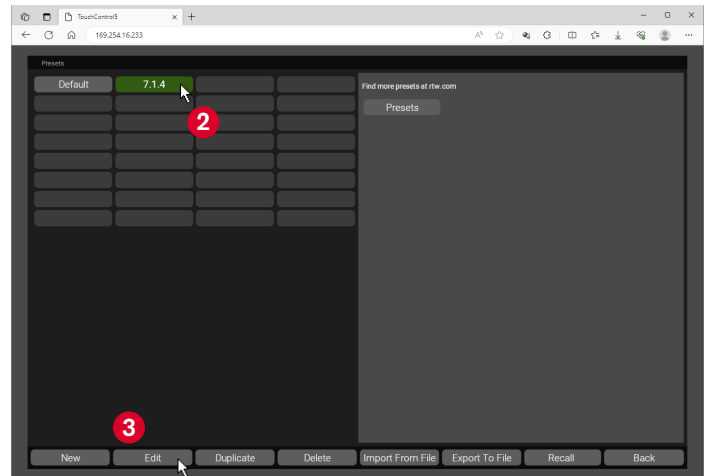 TouchControl5
169.254.16.233
Presets
Default 7.1.4
Find more presets at rtw.com
Presets
2
3
New Edit Duplicate Delete Import From File Export To File Recall Back